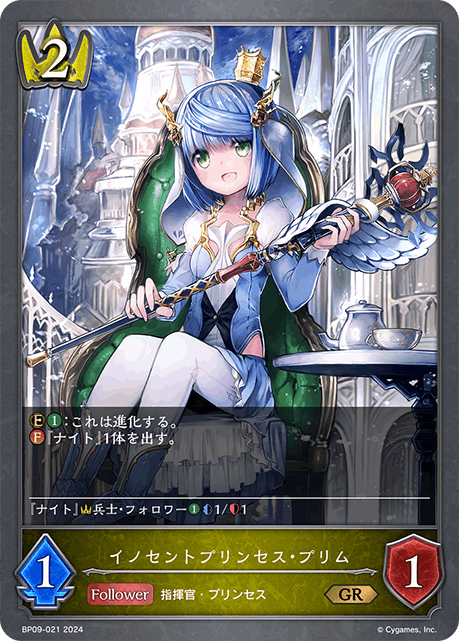 2
E 1:これは進化する。
F『ナイト』1体を出す。
『ナイト』兵士・フォロワー 1 1/1
イノセントプリンセス・プリム
1
Follower 指揮官・プリンセス GR
1
BP09-021 2024 © Cygames, Inc.